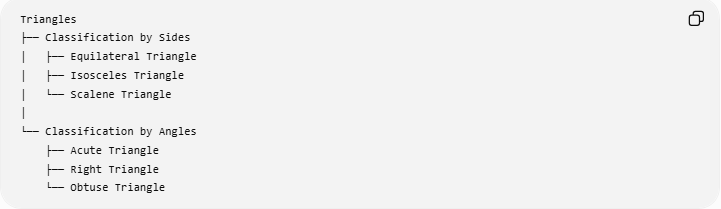 Triangles
├── Classification by Sides
│   ├── Equilateral Triangle
│   ├── Isosceles Triangle
│   └── Scalene Triangle
│
└── Classification by Angles
    ├── Acute Triangle
    ├── Right Triangle
    └── Obtuse Triangle